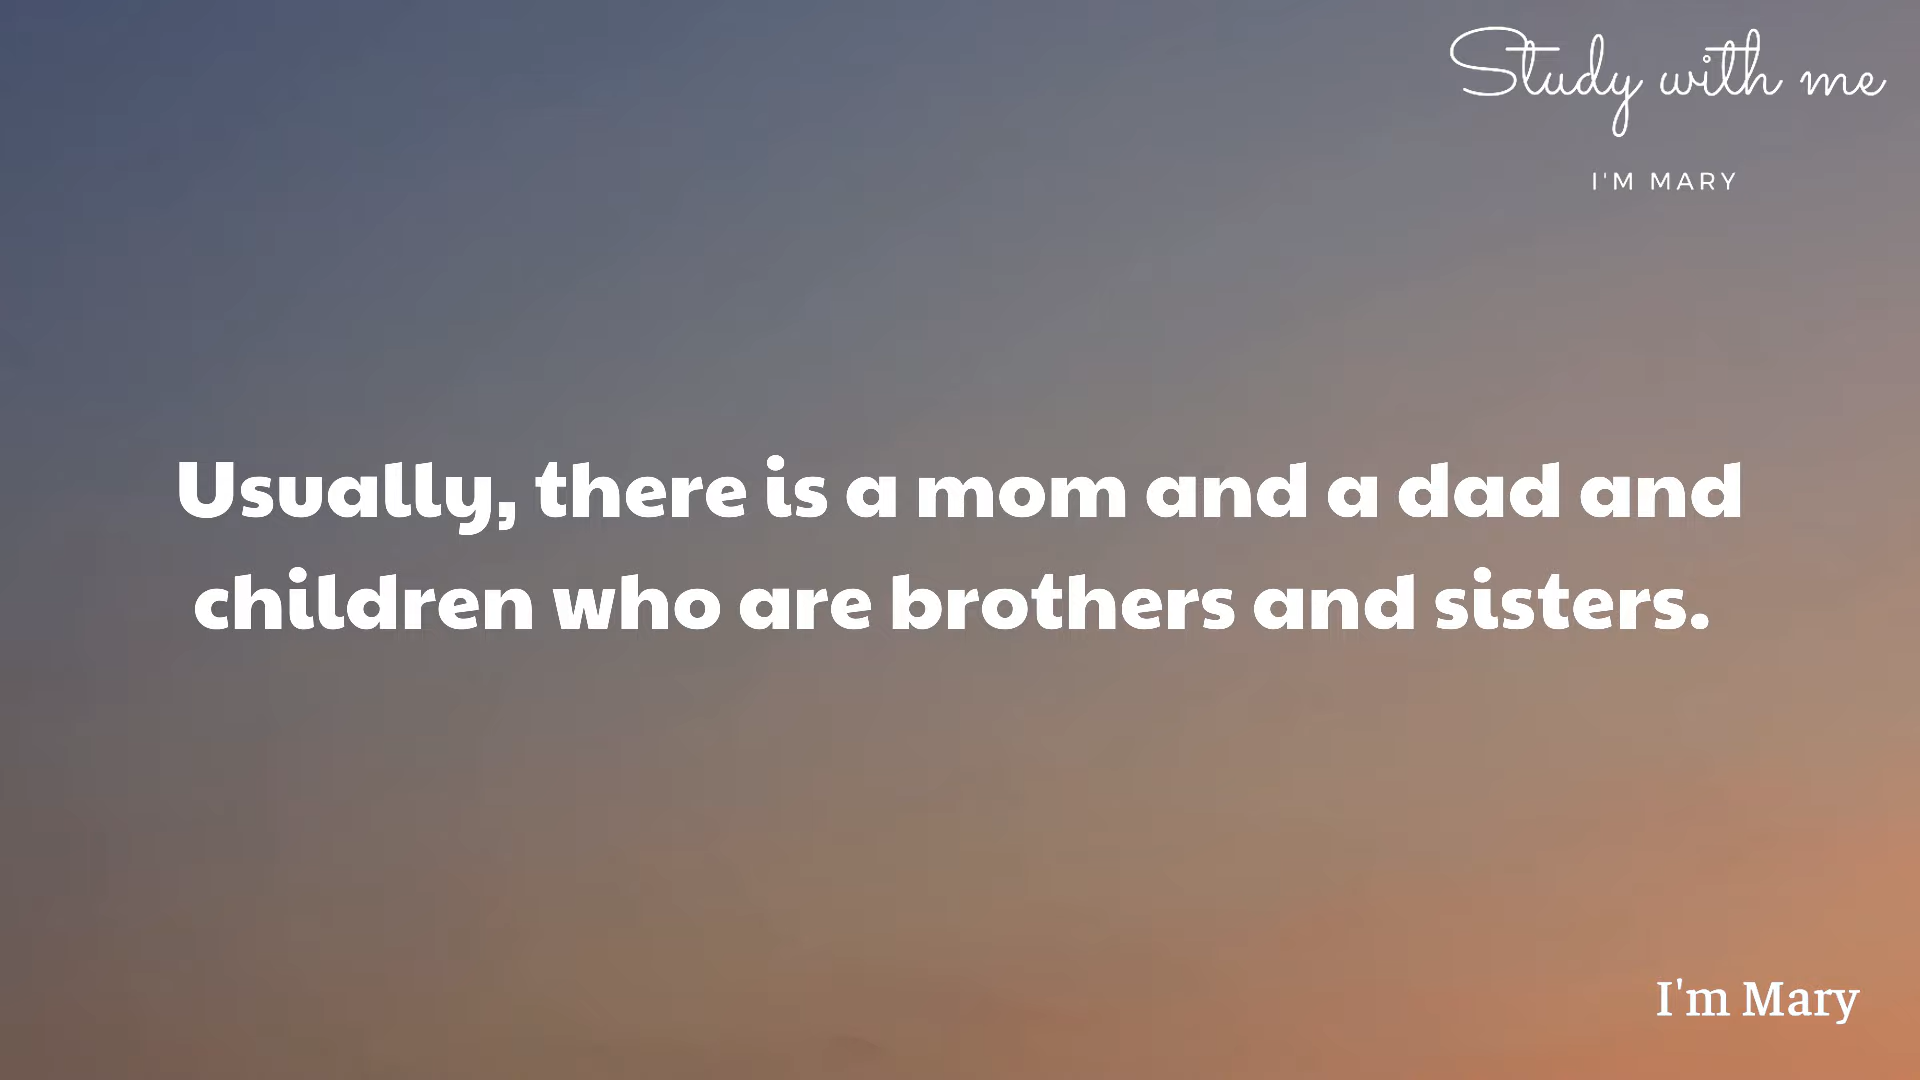 Study with me
I'M MARY
Usually, there is a mom and a dad and
children who are brothers and sisters.
I'm Mary